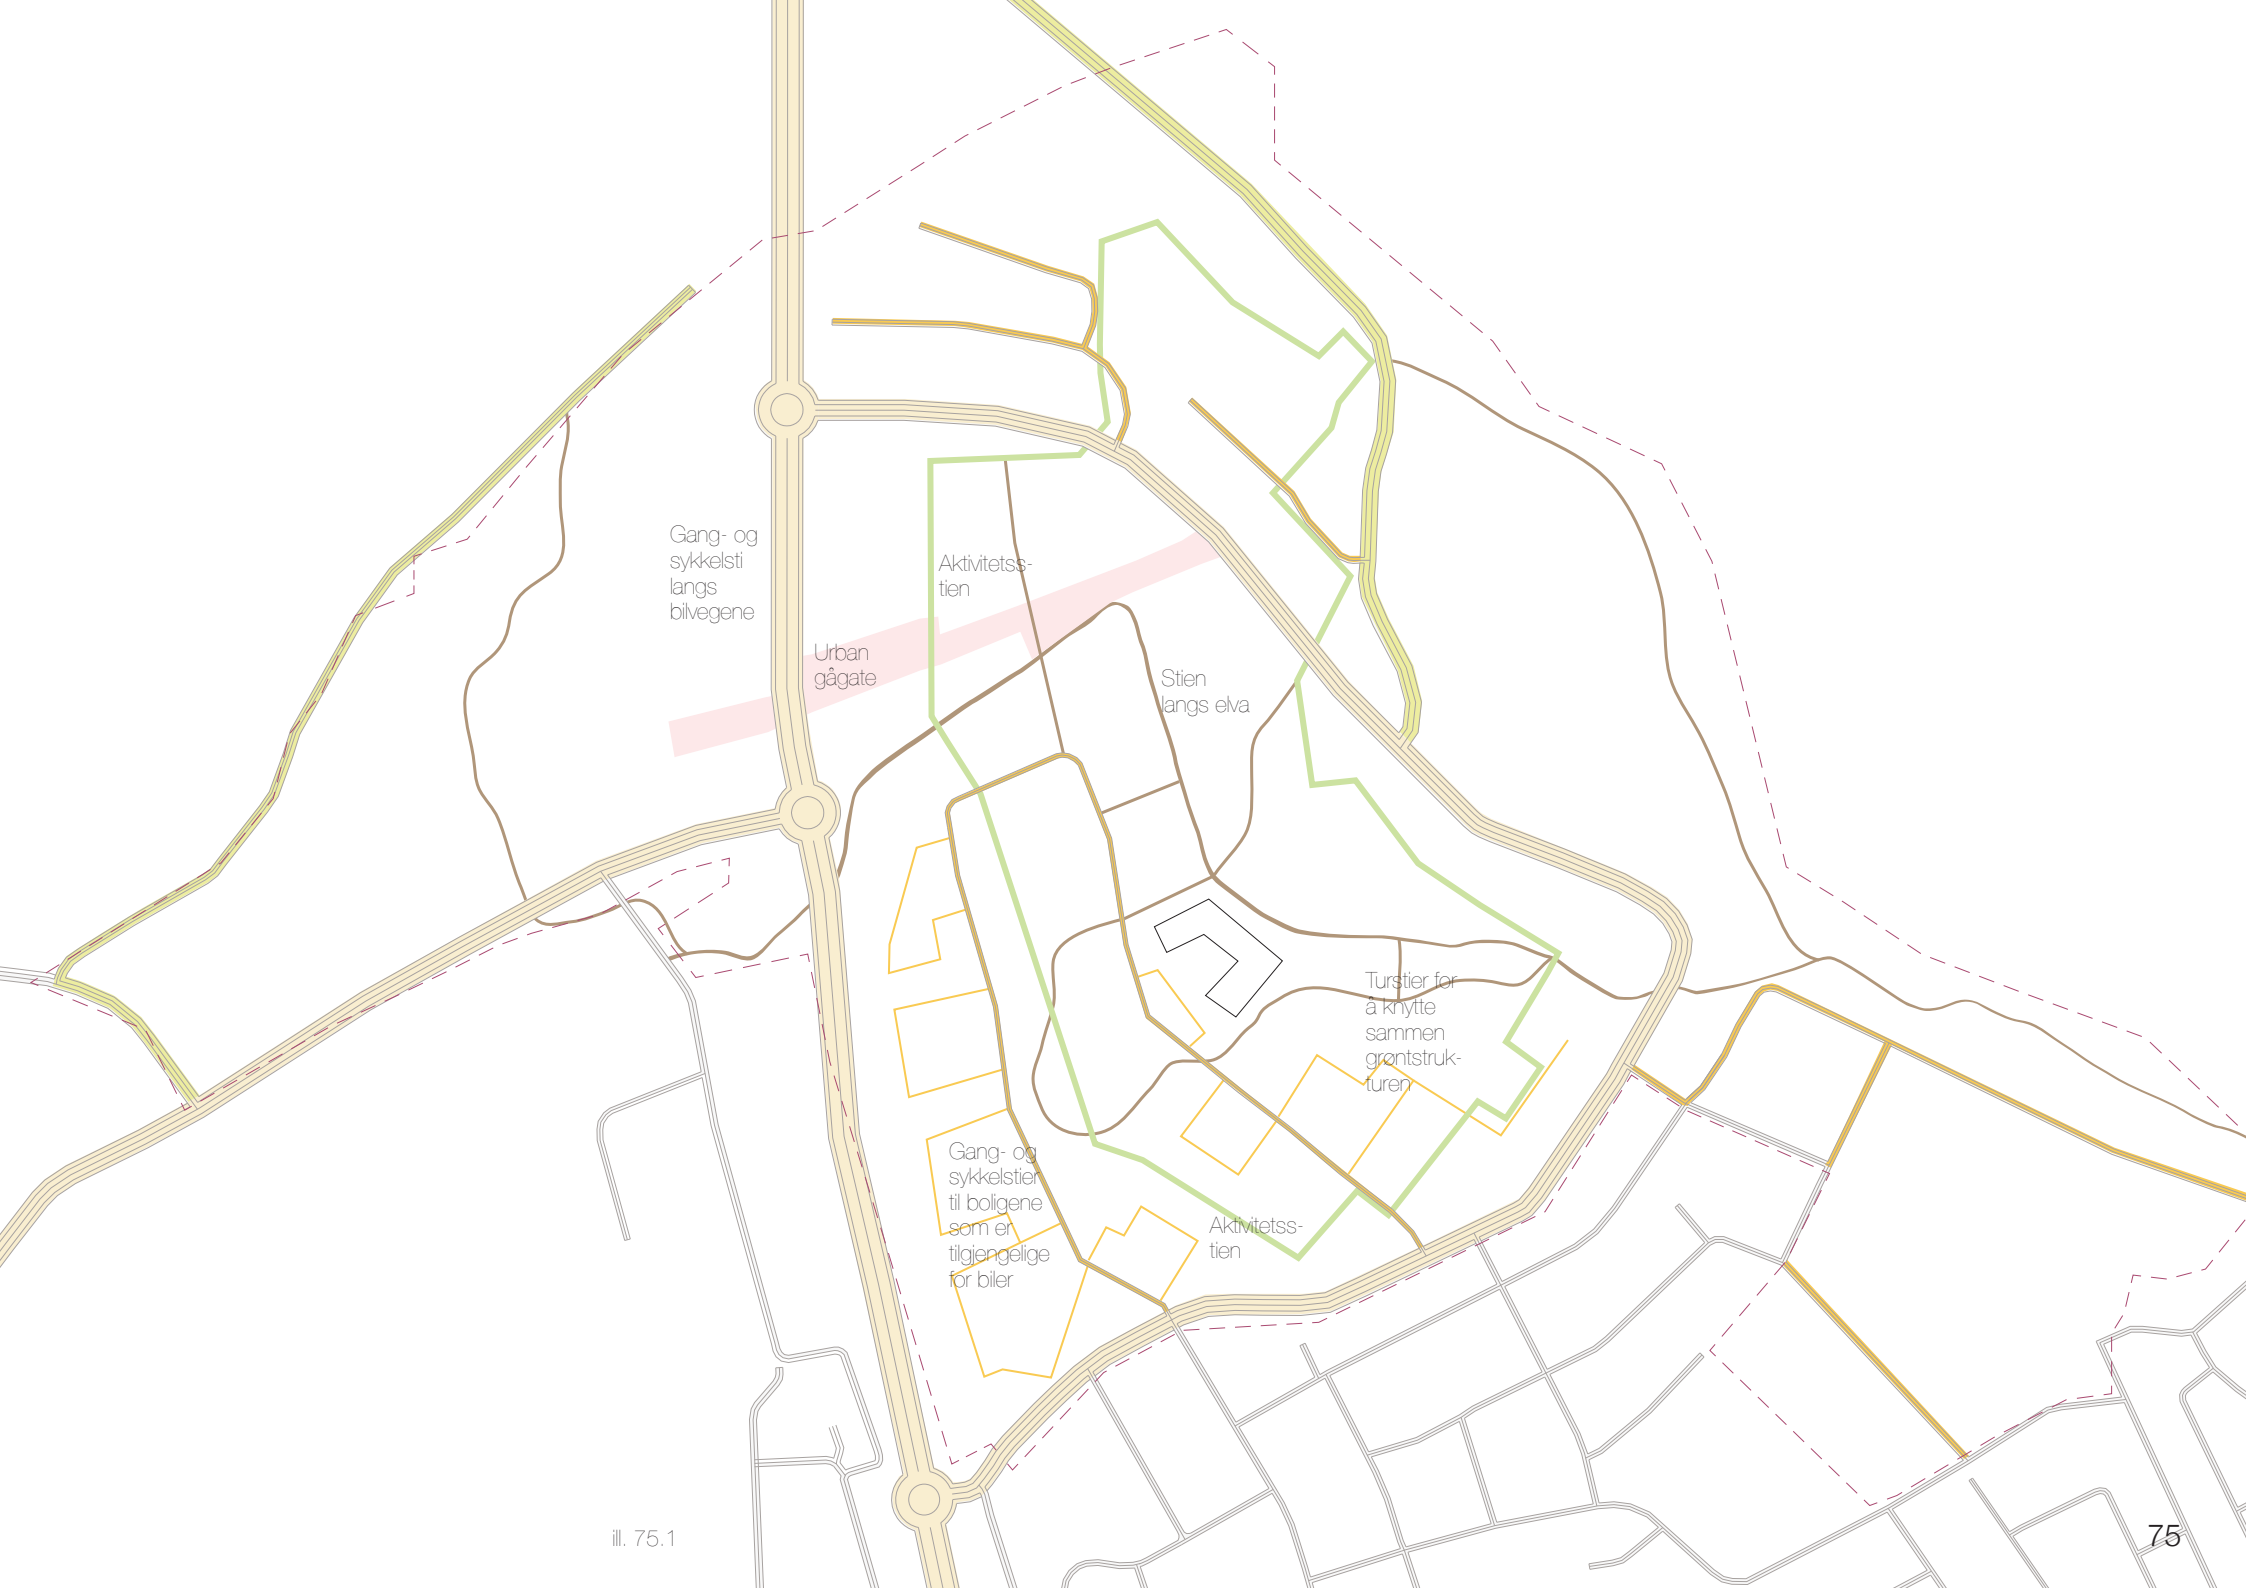 Gang- og
sykkelsti
langs
bilvegene
Aktivitetss-
tien
Urban
gågate
Stien
langs elva
Turstier for
å knytte
sammen
grøntstruk-
turen
Gang- og
sykkelstier
til boligene
som er
tilgjengelige
for biler
Aktivitetss-
tien
ill. 75.1
75